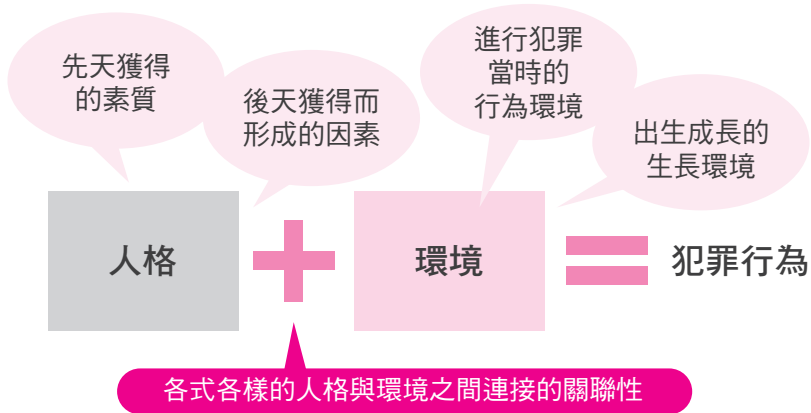 先天獲得
的素質
後天獲得而
形成的因素
進行犯罪
當時的
行為環境
出生成長的
生長環境
人格
環境
犯罪行為
各式各樣的人格與環境之間連接的關聯性